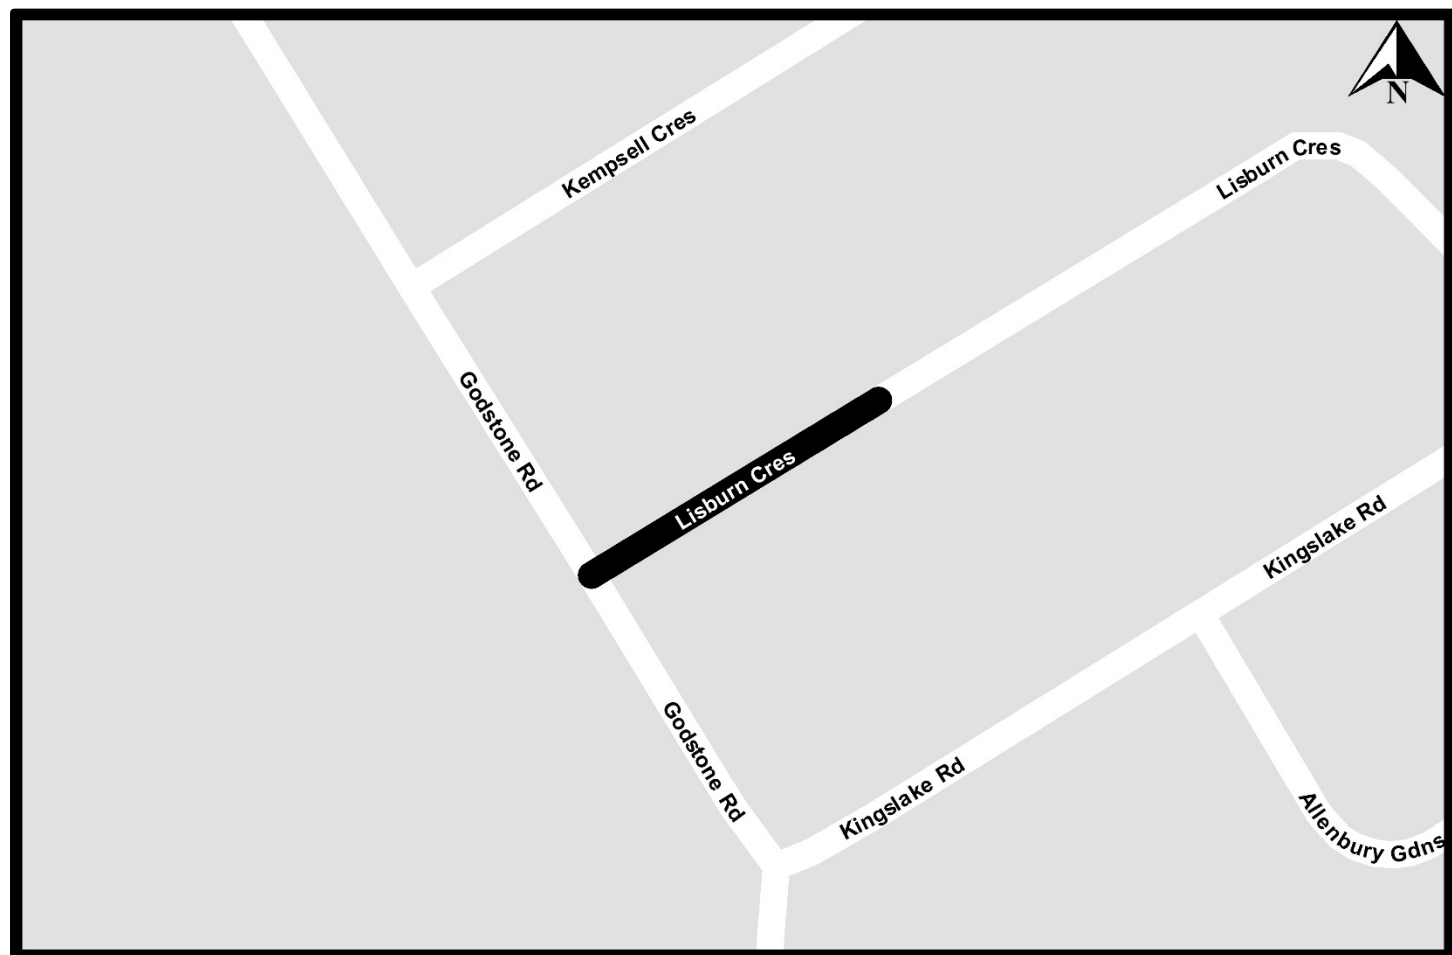 N
Kempsell Cres
Lisburn Cres
Godstone Rd
Lisburn Cres
Kingslake Rd
Godstone Rd
Kingslake Rd
Allenbury Gdns